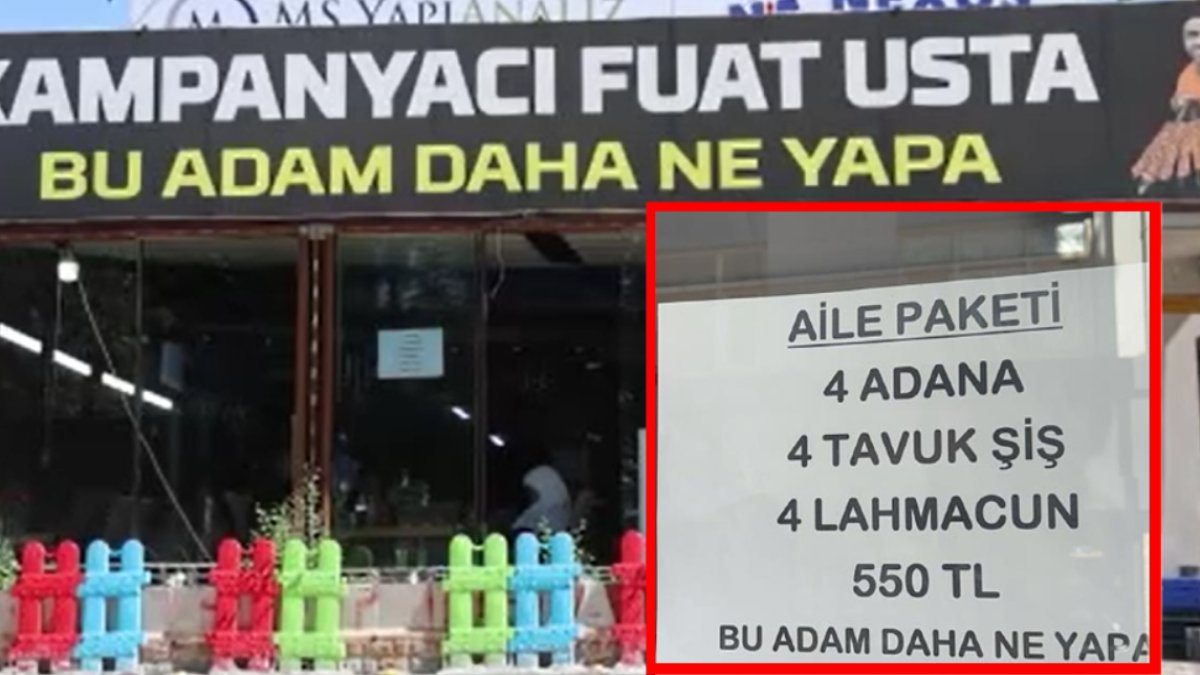 MS YAPI ANALİZ
KAMPANYACI FUAT USTA
BU ADAM DAHA NE YAPA
AİLE PAKETİ
4 ADANA
4 TAVUK ŞİŞ
4 LAHMACUN
550 TL
BU ADAM DAHA NE YAPA